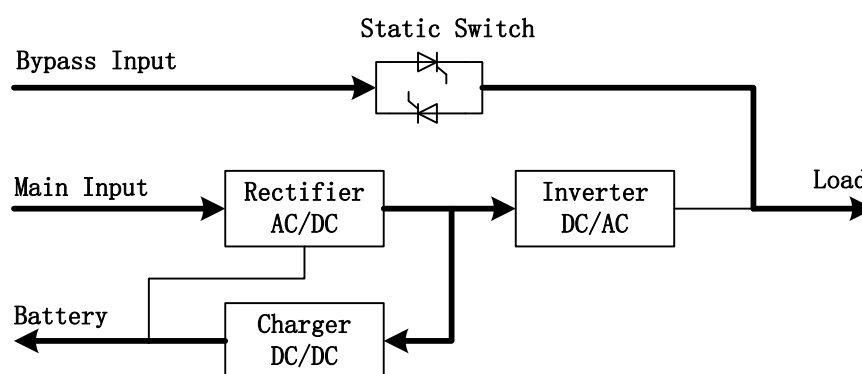 Static Switch
Bypass Input
Main Input
Rectifier
AC/DC
Inverter
DC/AC
Load
Battery
Charger
DC/DC